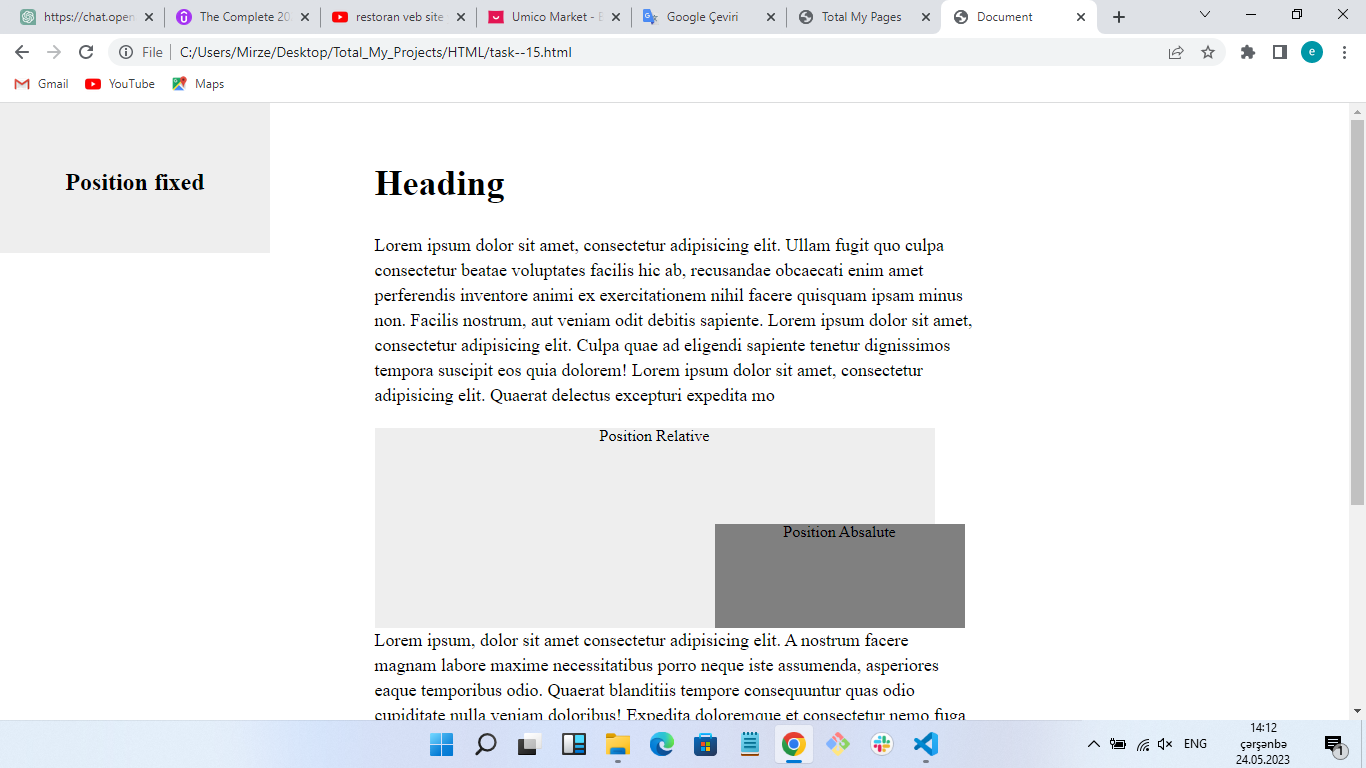 https://chat.open
The Complete 20
restoran veb site
Umico Market - E
Google Çeviri
Total My Pages
Document
File
C:/Users/Mirze/Desktop/Total_My_Projects/HTML/task--15.html
e
Gmail
YouTube
Maps
Position fixed
Heading
Lorem ipsum dolor sit amet, consectetur adipisicing elit. Ullam fugit quo culpa
consectetur beatae voluptates facilis hic ab, recusandae obcaecati enim amet
perferendis inventore animi ex exercitationem nihil facere quisquam ipsam minus
non. Facilis nostrum, aut veniam odit debitis sapiente. Lorem ipsum dolor sit amet,
consectetur adipisicing elit. Culpa quae ad eligendi sapiente tenetur dignissimos
tempora suscipit eos quia dolorem! Lorem ipsum dolor sit amet, consectetur
adipisicing elit. Quaerat delectus excepturi expedita mo
Position Relative
Position Absalute
Lorem ipsum, dolor sit amet consectetur adipisicing elit. A nostrum facere
magnam labore maxime necessitatibus porro neque iste assumenda, asperiores
eaque temporibus odio. Quaerat blanditiis tempore consequuntur quas odio
cupiditate nulla veniam doloribus! Expedita doloremque et consectetur nemo fuga
ENG
14:12
çərşənbə
24.05.2023
1